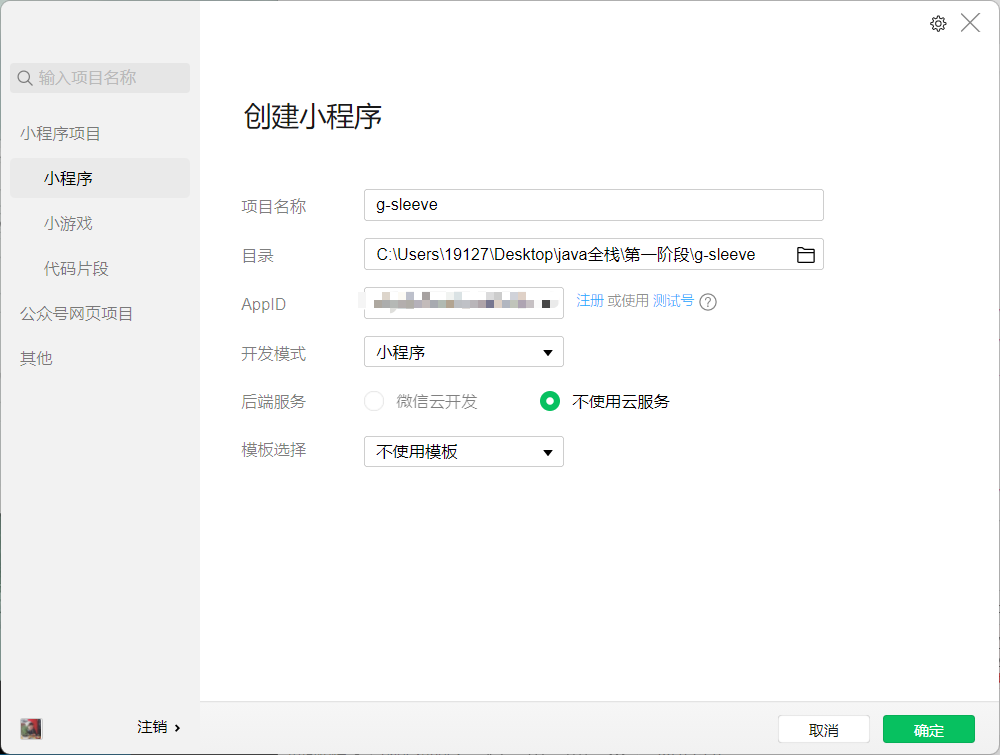 输入项目名称
小程序项目
小程序
小游戏
代码片段
公众号网页项目
其他
注销
创建小程序
项目名称 g-sleeve
目录 C:\Users\19127\Desktop\java全栈\第一阶段\g-sleeve
AppID 注册 或使用 测试号 ?
开发模式 小程序
后端服务 微信云开发 不使用云服务
模板选择 不使用模板
取消 确定